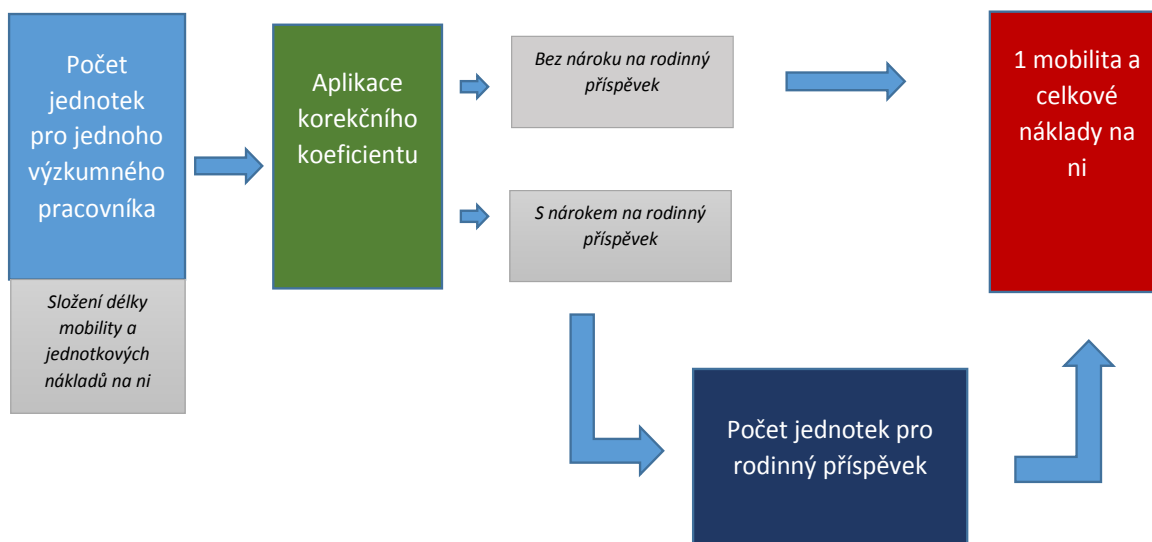 Počet
jednotek
pro jednoho
výzkumného
pracovníka
Složení délky
mobility a
jednotkových
nákladů na ni
Aplikace
korekčního
koeficientu
Bez nároku na rodinný
příspěvek
S nárokem na rodinný
příspěvek
Počet jednotek pro
rodinný příspěvek
1 mobilita a
celkové
náklady na
ni